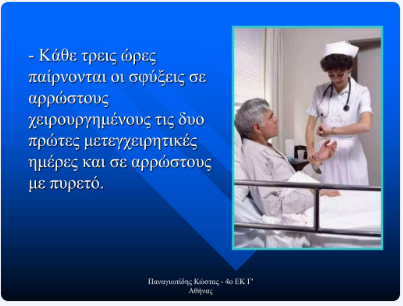 - Κάθε τρεις ώρες
παίρνονται οι σφύξεις σε
αρρώστους
χειρουργημένους τις δυο
πρώτες μετεγχειρητικές
ημέρες και σε αρρώστους
με πυρετό.
Παναγιωτίδης Κώστας - 4ο ΕΚ Γ'
Αθήνας